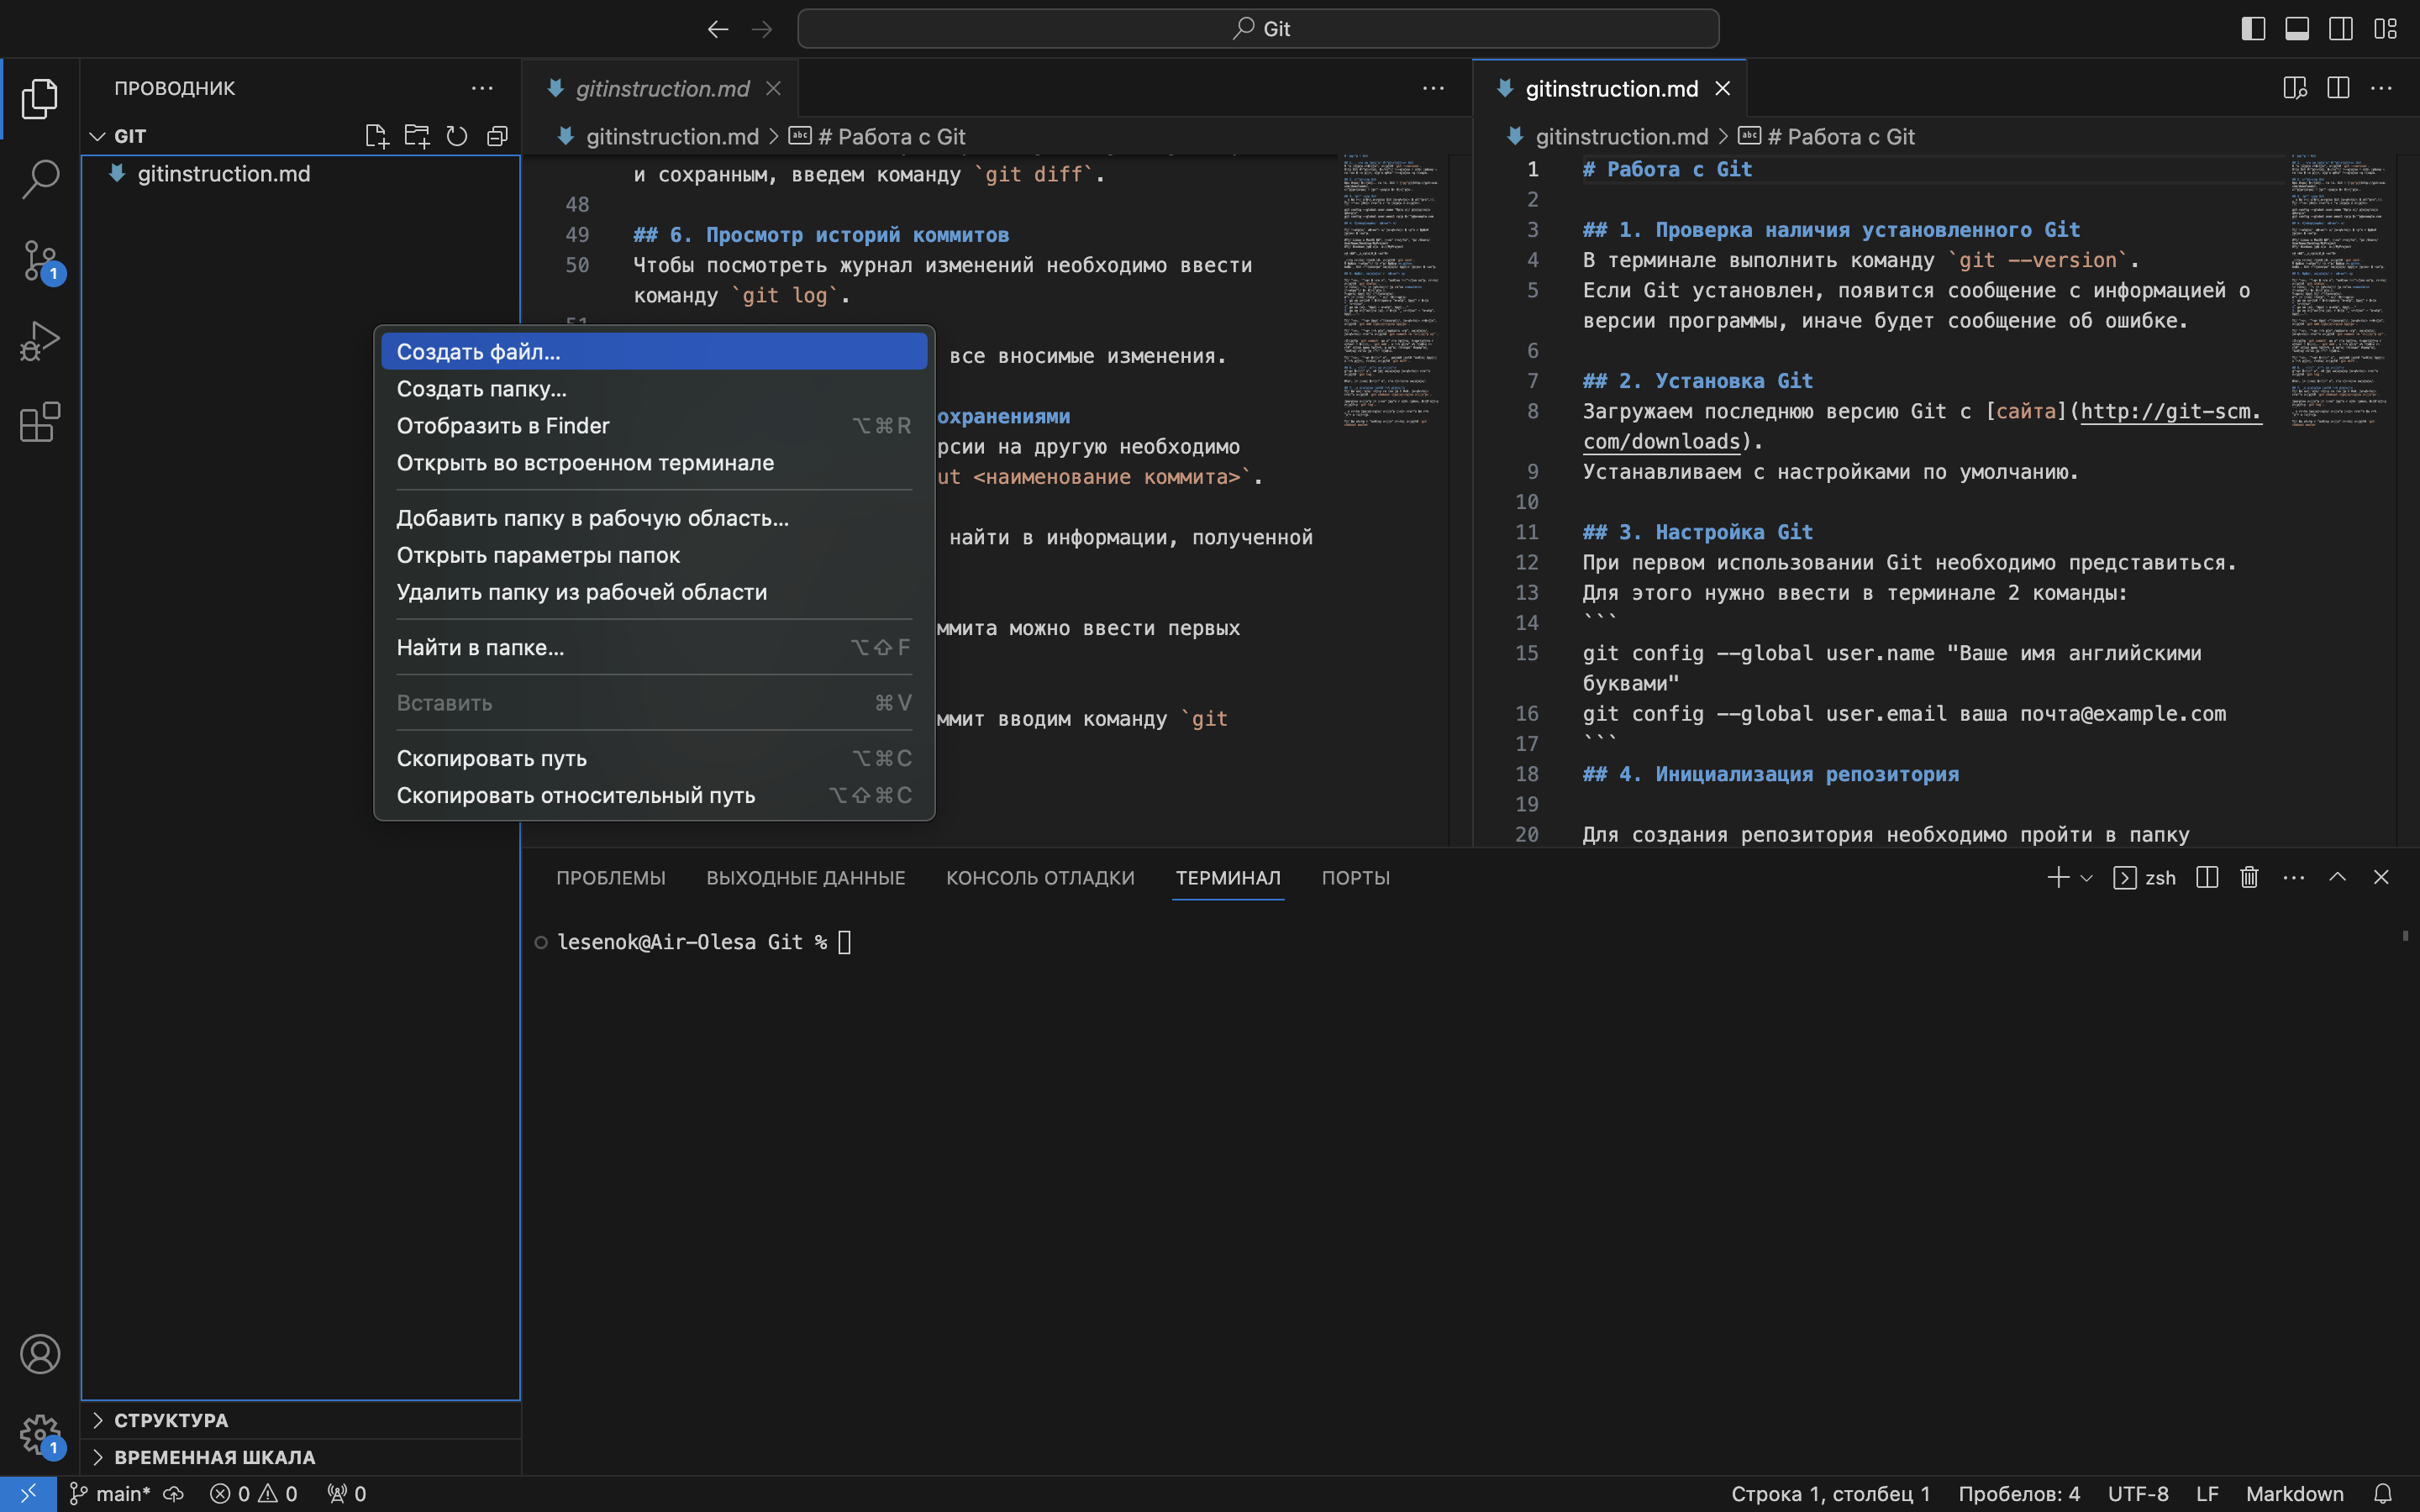 Git
ПРОВОДНИК
GIT
gitinstruction.md
1
gitinstruction.md
gitinstruction.md > # Работа с Git
и сохранным, введем команду `git diff`.
48
49 ## 6. Просмотр историй коммитов
50 Чтобы посмотреть журнал изменений необходимо ввести
команду `git log`.
51
все вносимые изменения.
охранениями
рсии на другую необходимо
ut <наименование коммита>`.
найти в информации, полученной
ммита можно ввести первых
ммит вводим команду `git
Создать файл...
Создать папку...
Отобразить в Finder ⌥⌘R
Открыть во встроенном терминале
Добавить папку в рабочую область...
Открыть параметры папок
Удалить папку из рабочей области
Найти в папке... ⌥⇧F
Вставить ⌘V
Скопировать путь ⌥⌘C
Скопировать относительный путь ⌥⇧⌘C
gitinstruction.md
gitinstruction.md > # Работа с Git
1 # Работа с Git
2
3 ## 1. Проверка наличия установленного Git
4 В терминале выполнить команду `git --version`.
5 Если Git установлен, появится сообщение с информацией о
версии программы, иначе будет сообщение об ошибке.
6
7 ## 2. Установка Git
8 Загружаем последнюю версию Git с [сайта](http://git-scm.
com/downloads).
9 Устанавливаем с настройками по умолчанию.
10
11 ## 3. Настройка Git
12 При первом использовании Git необходимо представиться.
13 Для этого нужно ввести в терминале 2 команды:
14 ```
15 git config --global user.name "Ваше имя английскими
буквами"
16 git config --global user.email ваша почта@example.com
17 ```
18 ## 4. Инициализация репозитория
19
20 Для создания репозитория необходимо пройти в папку
ПРОБЛЕМЫ ВЫХОДНЫЕ ДАННЫЕ КОНСОЛЬ ОТЛАДКИ ТЕРМИНАЛ ПОРТЫ
zsh
lesenok@Air-Olesa Git %
СТРУКТУРА
1
ВРЕМЕННАЯ ШКАЛА
main* 0 0 0
Строка 1, столбец 1 Пробелов: 4 UTF-8 LF Markdown